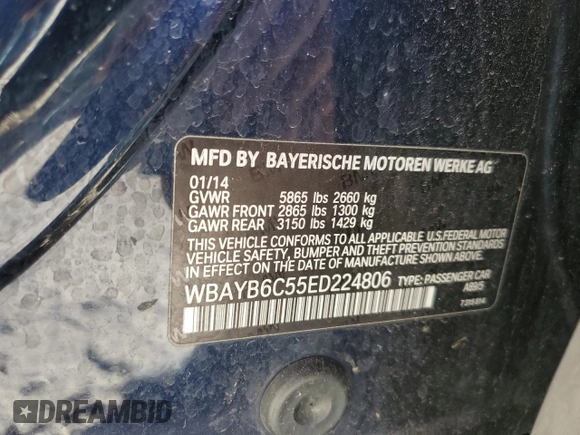 MFD BY BAYERISCHE MOTOREN WERKE AG
01/14
GVWR 5865 lbs 2660 kg
GAWR FRONT 2865 lbs 1300 kg
GAWR REAR 3150 lbs 1429 kg
THIS VEHICLE CONFORMS TO ALL APPLICABLE U.S.FEDERAL MOTOR
VEHICLE SAFETY, BUMPER, AND THEFT PREVENTION STANDARDS
IN EFFECT ON THE DATE OF MANUFACTURE SHOWN ABOVE.
WBAYB6C55ED224806 TYPE: PASSENGER CAR
A89/5
DREAMBID